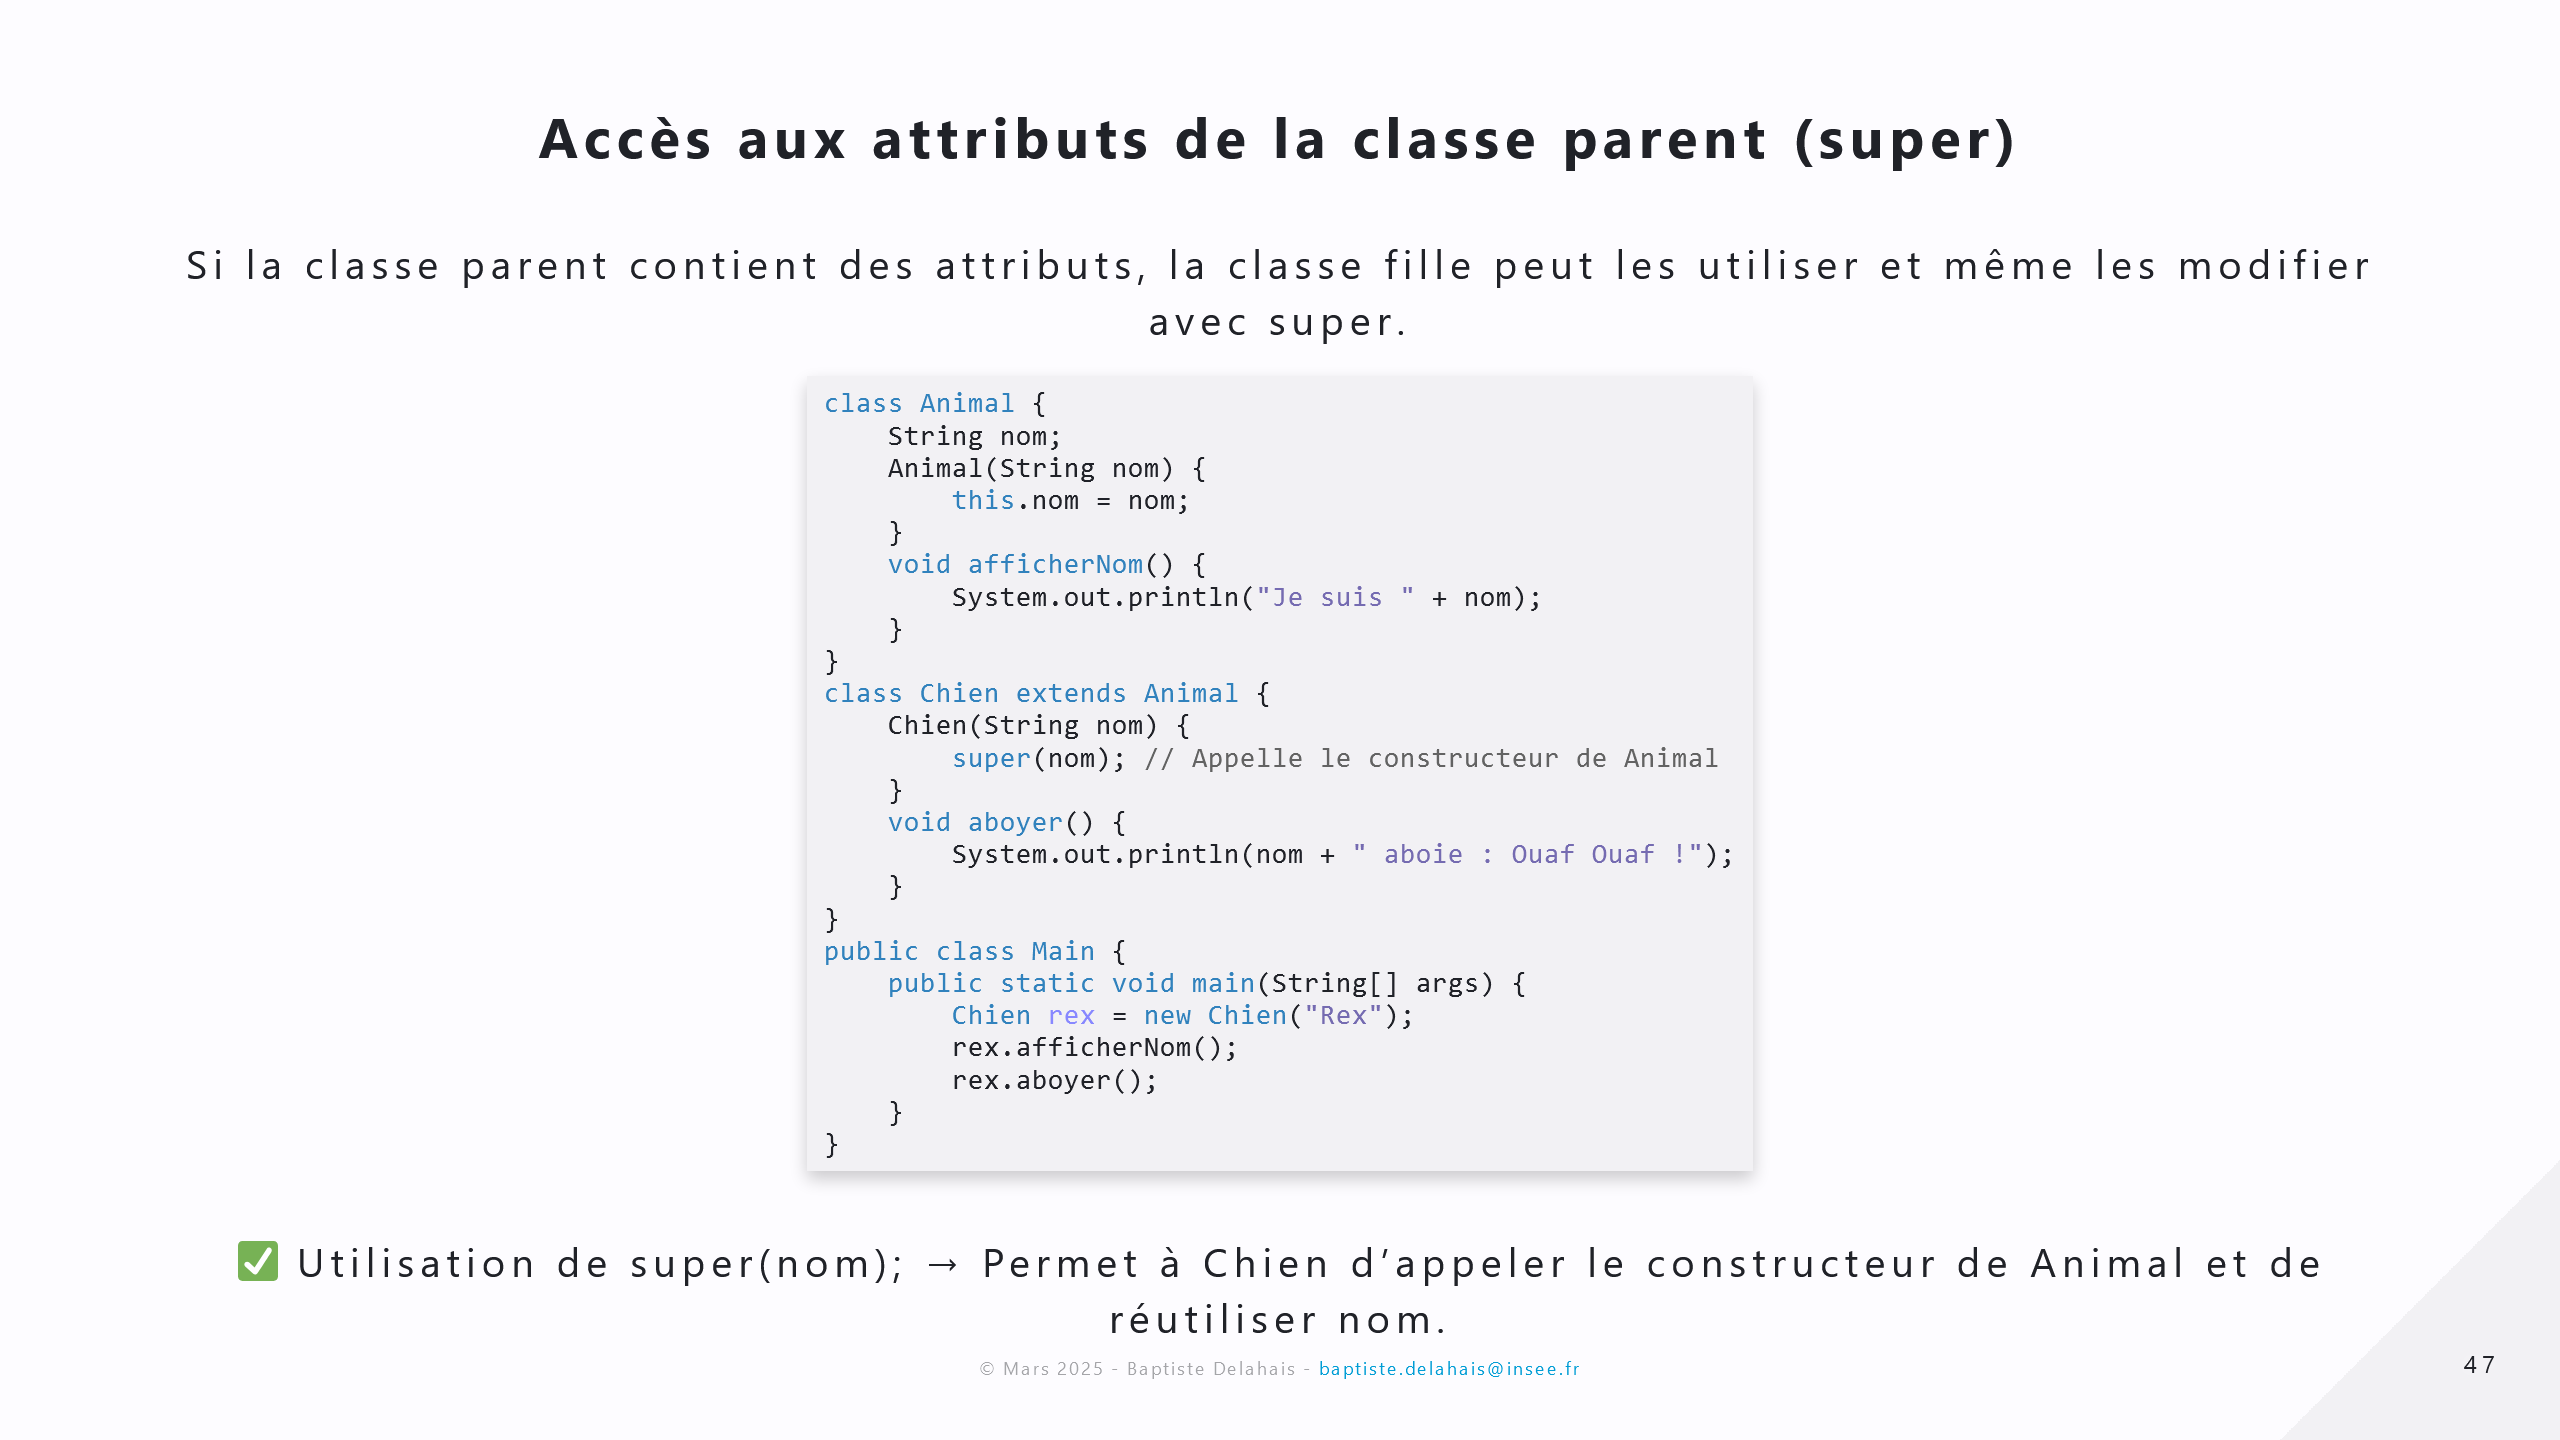 Accès aux attributs de la classe parent (super)
Si la classe parent contient des attributs, la classe fille peut les utiliser et même les modifier
avec super.
class Animal {
    String nom;
    Animal(String nom) {
        this.nom = nom;
    }
    void afficherNom() {
        System.out.println("Je suis " + nom);
    }
}
class Chien extends Animal {
    Chien(String nom) {
        super(nom); // Appelle le constructeur de Animal
    }
    void aboyer() {
        System.out.println(nom + " aboie : Ouaf Ouaf !");
    }
}
public class Main {
    public static void main(String[] args) {
        Chien rex = new Chien("Rex");
        rex.afficherNom();
        rex.aboyer();
    }
}
✅ Utilisation de super(nom); → Permet à Chien d’appeler le constructeur de Animal et de
réutiliser nom.
© Mars 2025 - Baptiste Delahais - baptiste.delahais@insee.fr
47